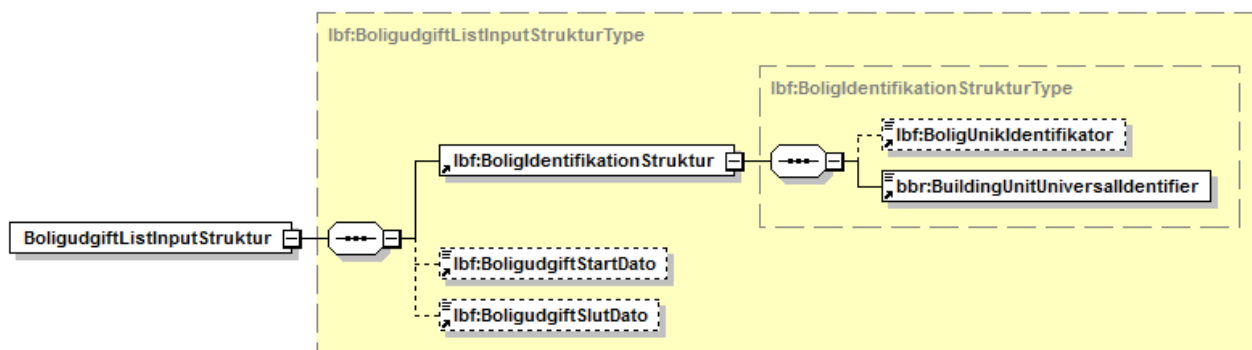 lbf:BoligudgiftListInputStrukturType
lbf:BoligIdentifikationStrukturType
lbf:BoligUnikIdentifikator
lbf:BoligIdentifikationStruktur
bbr:BuildingUnitUniversalIdentifier
BoligudgiftListInputStruktur
lbf:BoligudgiftStartDato
lbf:BoligudgiftSlutDato